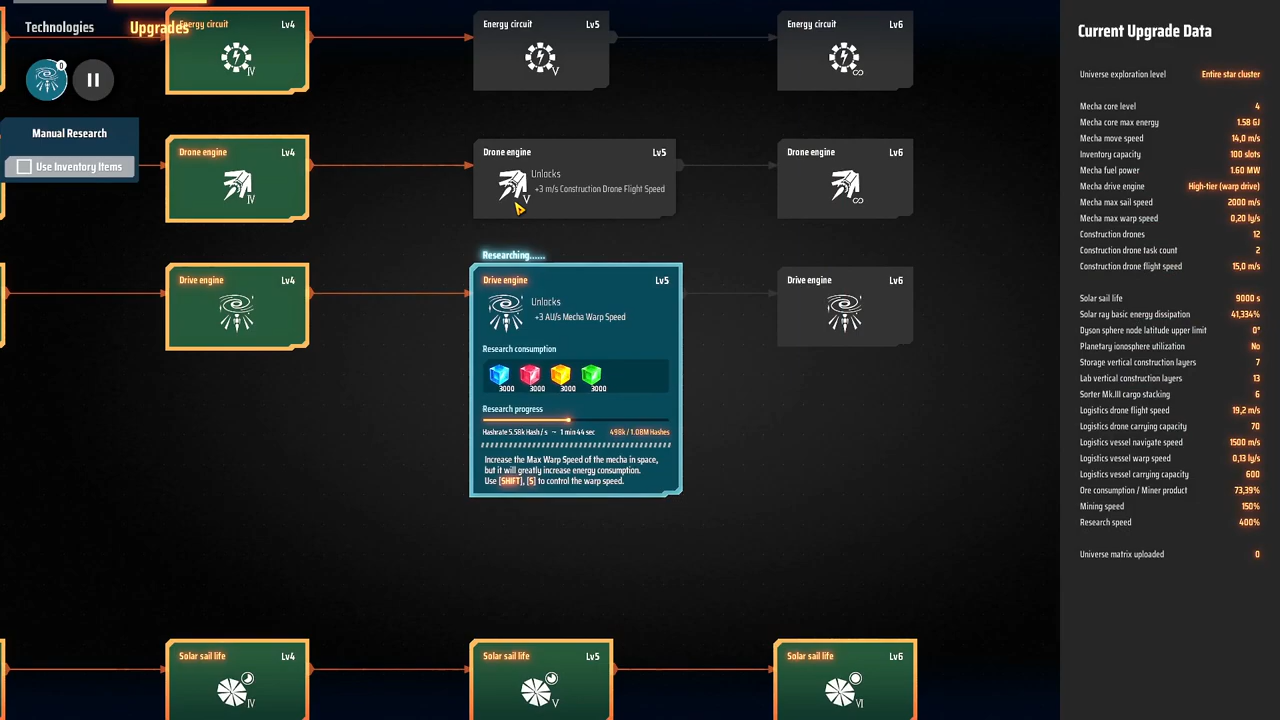 Technologies
Upgrades
0
Manual Research
Use Inventory Items
Energy circuit Lv4
IV
Energy circuit Lv5
V
Energy circuit Lv6
∞
Drone engine Lv4
IV
Drone engine Lv5
Unlocks
+3 m/s Construction Drone Flight Speed
V
Drone engine Lv6
∞
Drive engine Lv4
Researching......
Drive engine Lv5
Unlocks
+3 AU/s Mecha Warp Speed
Research consumption
3000 3000 3000 3000
Research progress
Hashrate 5.58k Hash / s ~ 1 min 44 sec 498k / 1.08M Hashes
Increase the Max Warp Speed of the mecha in space,
but it will greatly increase energy consumption.
Use [SHIFT], [S] to control the warp speed.
Drive engine Lv6
Solar sail life Lv4
IV
Solar sail life Lv5
V
Solar sail life Lv6
VI
Current Upgrade Data
Universe exploration level Entire star cluster
Mecha core level 4
Mecha core max energy 1.58 GJ
Mecha move speed 14,0 m/s
Inventory capacity 100 slots
Mecha fuel power 1.60 MW
Mecha drive engine High-tier (warp drive)
Mecha max sail speed 2000 m/s
Mecha max warp speed 0,20 ly/s
Construction drones 12
Construction drone task count 2
Construction drone flight speed 15,0 m/s
Solar sail life 9000 s
Solar ray basic energy dissipation 41,334%
Dyson sphere node latitude upper limit 0°
Planetary ionosphere utilization No
Storage vertical construction layers 7
Lab vertical construction layers 13
Sorter Mk.III cargo stacking 6
Logistics drone flight speed 19,2 m/s
Logistics drone carrying capacity 70
Logistics vessel navigate speed 1500 m/s
Logistics vessel warp speed 0,13 ly/s
Logistics vessel carrying capacity 600
Ore consumption / Miner product 73,39%
Mining speed 150%
Research speed 400%
Universe matrix uploaded 0